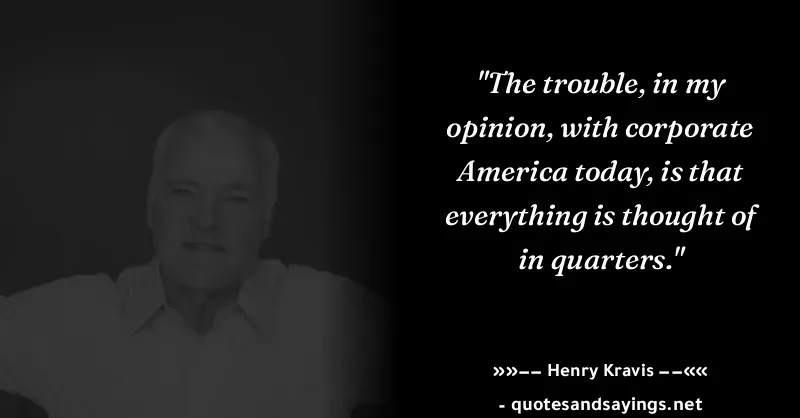 "The trouble, in my
opinion, with corporate
America today, is that
everything is thought of
in quarters."
»»−− Henry Kravis −−««
- quotesandsayings.net